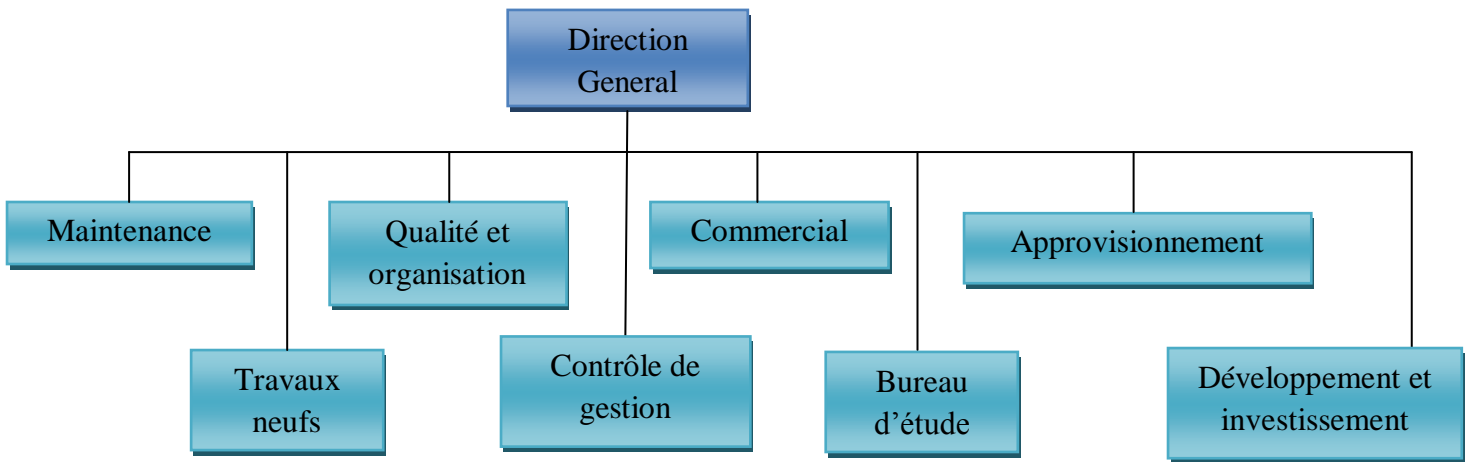 Direction
General
Maintenance
Qualité et
organisation
Commercial
Approvisionnement
Travaux
neufs
Contrôle de
gestion
Bureau
d’étude
Développement et
investissement